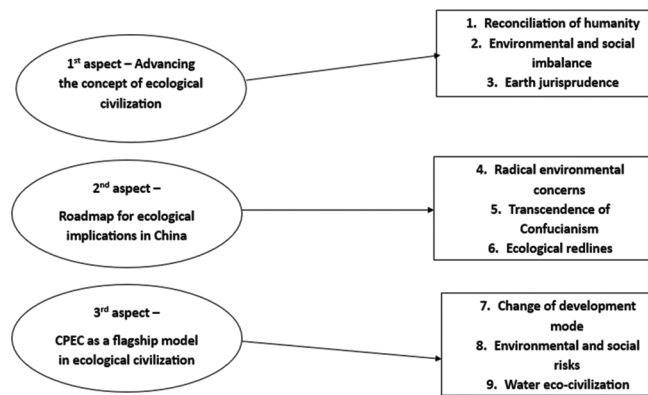 1st aspect – Advancing
the concept of ecological
civilization
1. Reconciliation of humanity
2. Environmental and social
imbalance
3. Earth jurisprudence
2nd aspect –
Roadmap for ecological
implications in China
4. Radical environmental
concerns
5. Transcendence of
Confucianism
6. Ecological redlines
3rd aspect –
CPEC as a flagship model
in ecological civilization
7. Change of development
mode
8. Environmental and social
risks
9. Water eco-civilization